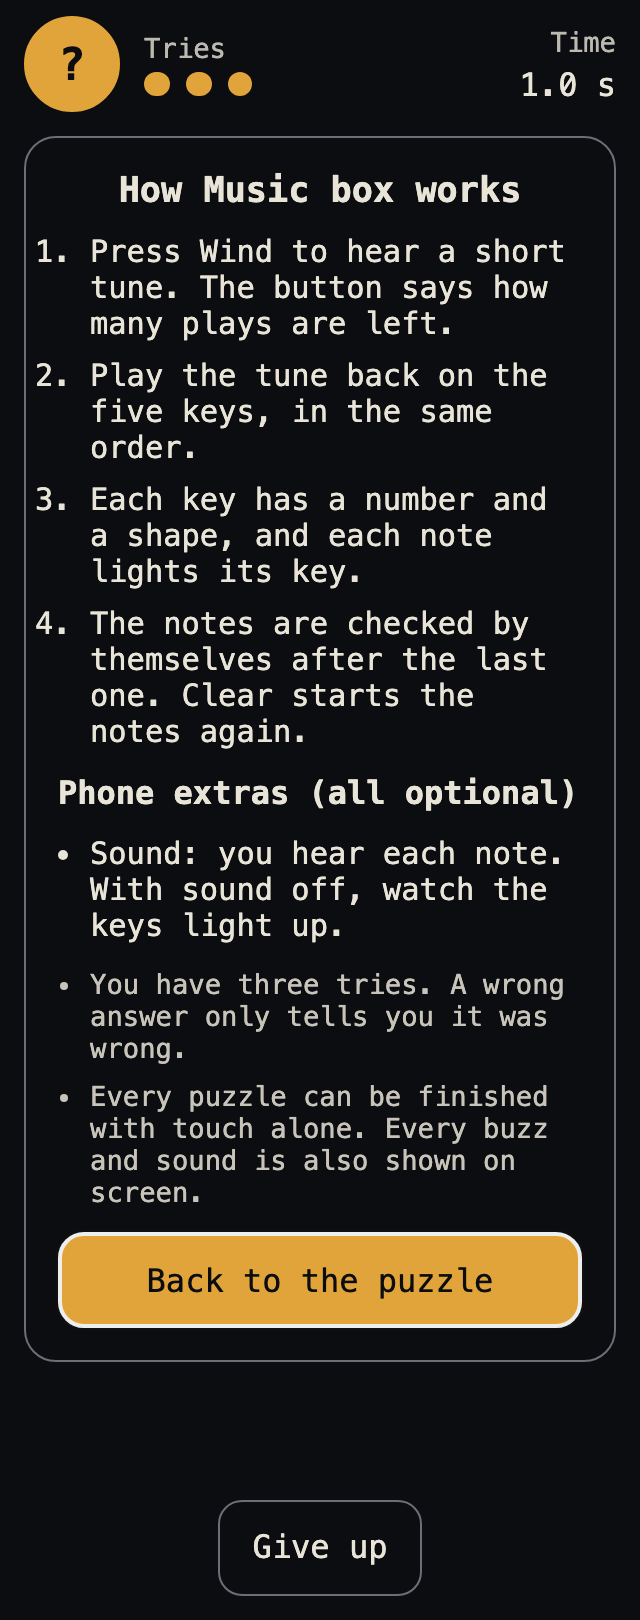 ?
Tries
Time
1.0 s
How Music box works
1. Press Wind to hear a short
tune. The button says how
many plays are left.
2. Play the tune back on the
five keys, in the same
order.
3. Each key has a number and
a shape, and each note
lights its key.
4. The notes are checked by
themselves after the last
one. Clear starts the
notes again.
Phone extras (all optional)
• Sound: you hear each note.
With sound off, watch the
keys light up.
• You have three tries. A wrong
answer only tells you it was
wrong.
• Every puzzle can be finished
with touch alone. Every buzz
and sound is also shown on
screen.
Back to the puzzle
Give up